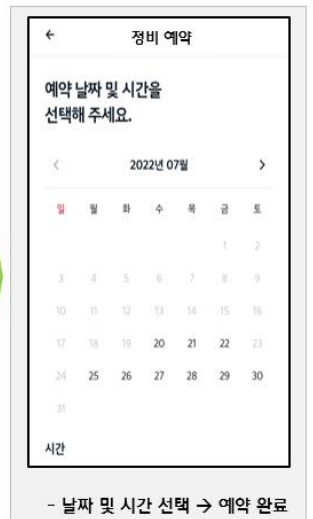 ← 정비 예약
예약 날짜 및 시간을
선택해 주세요.
< 2022년 07월 >
일 월 화 수 목 금 토
1 2
3 4 5 6 7 8 9
10 11 12 13 14 15 16
17 18 19 20 21 22 23
24 25 26 27 28 29 30
31
시간
- 날짜 및 시간 선택 → 예약 완료